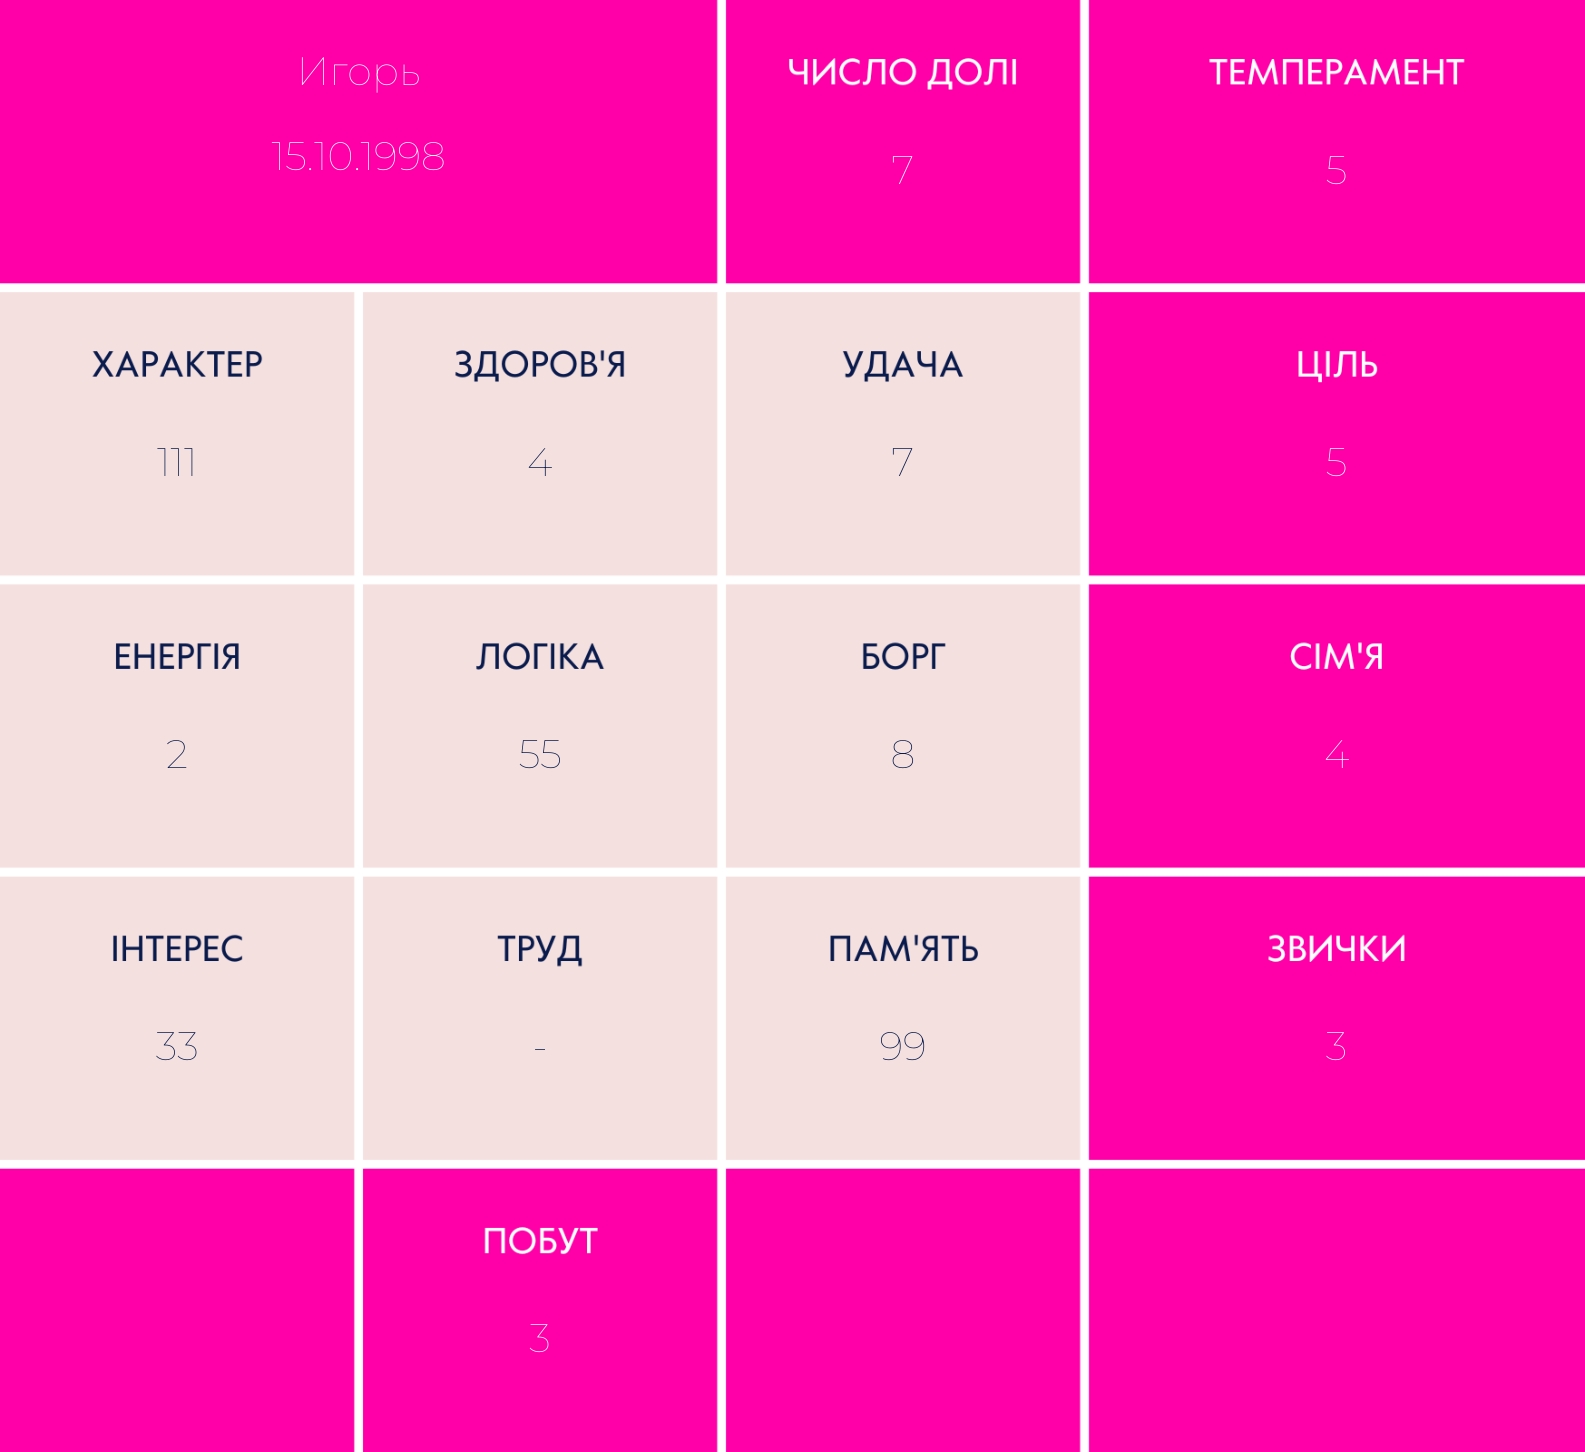 Игорь
15.10.1998
ЧИСЛО ДОЛІ
7
ТЕМПЕРАМЕНТ
5
ХАРАКТЕР
111
ЗДОРОВ'Я
4
УДАЧА
7
ЦІЛЬ
5
ЕНЕРГІЯ
2
ЛОГІКА
55
БОРГ
8
СІМ'Я
4
ІНТЕРЕС
33
ТРУД
-
ПАМ'ЯТЬ
99
ЗВИЧКИ
3
ПОБУТ
3